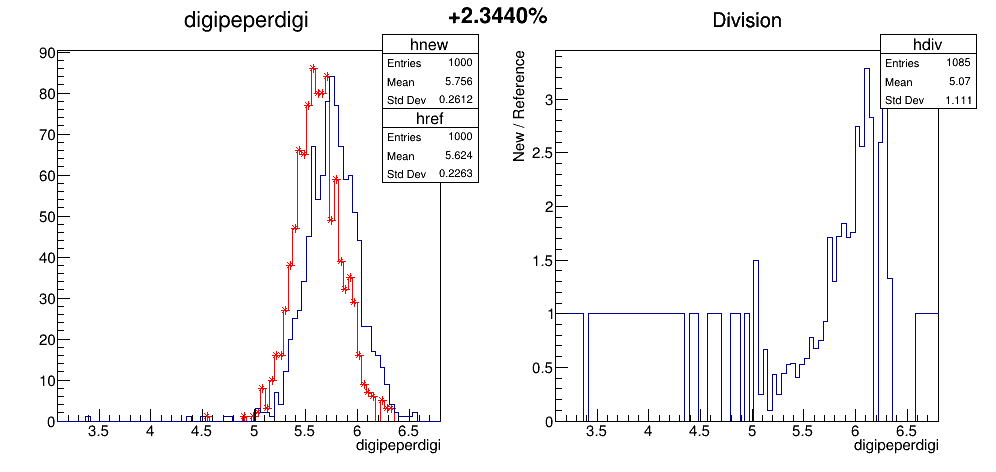 digipeperdigi
+2.3440%
Division
hnew
Entries 1000
Mean 5.756
Std Dev 0.2612
href
Entries 1000
Mean 5.624
Std Dev 0.2263
90
80
70
60
50
40
30
20
10
0
3.5 4 4.5 5 5.5 6 6.5
digipeperdigi
hdiv
Entries 1085
Mean 5.07
Std Dev 1.111
New / Reference
3
2.5
2
1.5
1
0.5
0
3.5 4 4.5 5 5.5 6 6.5
digipeperdigi